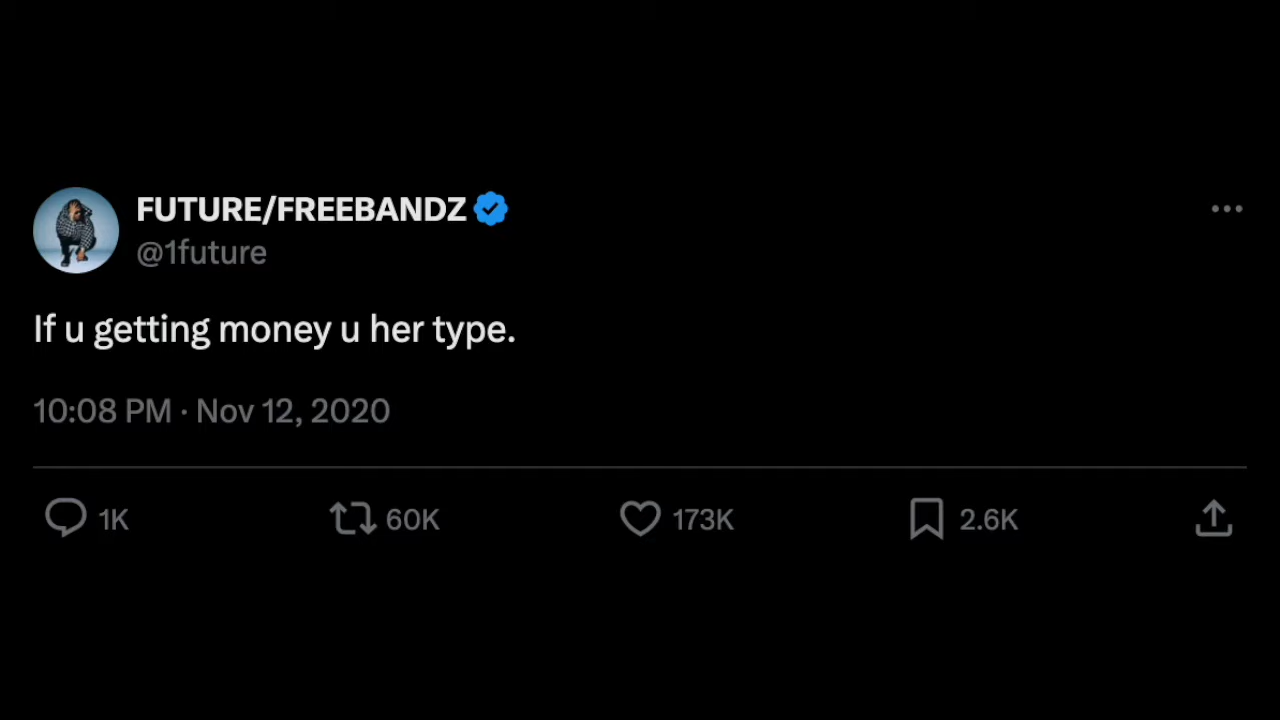 FUTURE/FREEBANDZ
@1future
If u getting money u her type.
10:08 PM · Nov 12, 2020
1K 60K 173K 2.6K